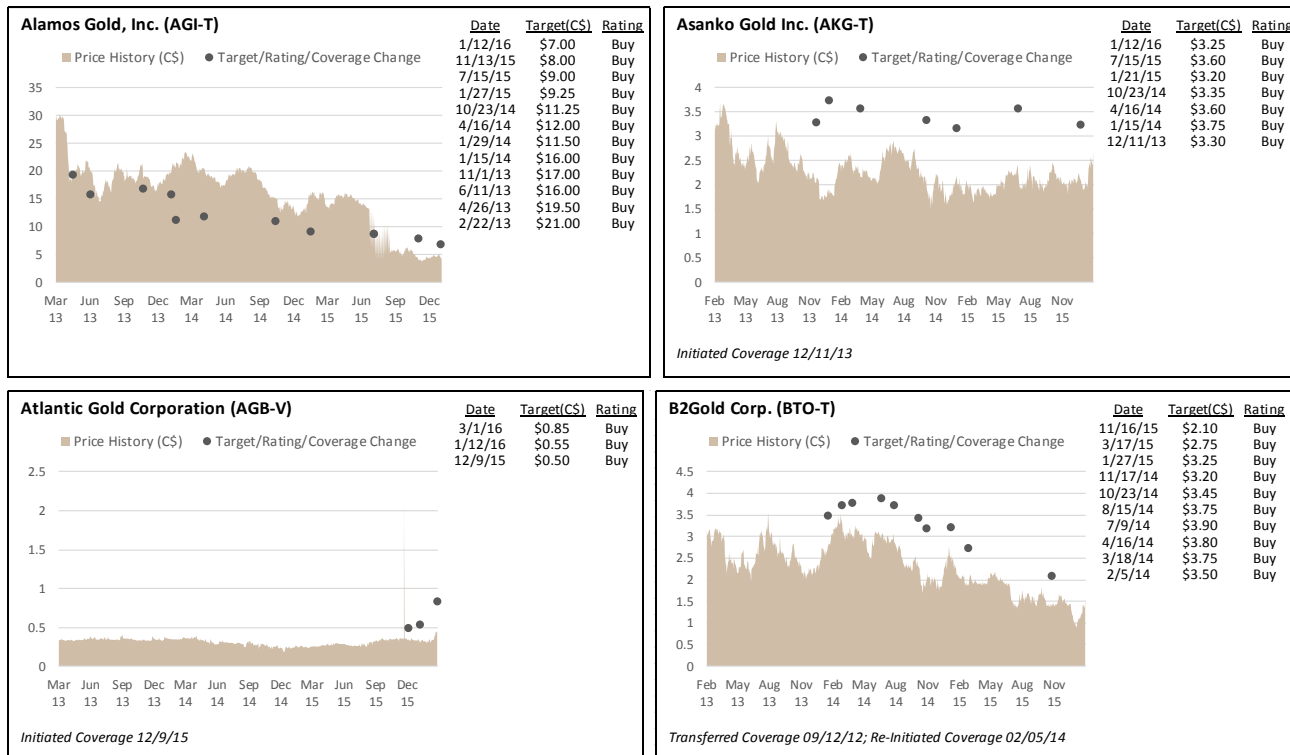 Alamos Gold, Inc. (AGI-T)
Date Target(C$) Rating
1/12/16 $7.00 Buy
11/13/15 $8.00 Buy
7/15/15 $9.00 Buy
1/27/15 $9.25 Buy
10/23/14 $11.25 Buy
4/16/14 $12.00 Buy
1/29/14 $11.50 Buy
1/15/14 $16.00 Buy
11/1/13 $17.00 Buy
6/11/13 $16.00 Buy
4/26/13 $19.50 Buy
2/22/13 $21.00 Buy
Price History (C$) Target/Rating/Coverage Change
35
30
25
20
15
10
5
0
Mar Jun Sep Dec Mar Jun Sep Dec Mar Jun Sep Dec
13 13 13 13 14 14 14 14 15 15 15 15
Asanko Gold Inc. (AKG-T)
Date Target(C$) Rating
1/12/16 $3.25 Buy
7/15/15 $3.60 Buy
1/21/15 $3.20 Buy
10/23/14 $3.35 Buy
4/16/14 $3.60 Buy
1/15/14 $3.75 Buy
12/11/13 $3.30 Buy
Price History (C$) Target/Rating/Coverage Change
4
3.5
3
2.5
2
1.5
1
0.5
0
Feb May Aug Nov Feb May Aug Nov Feb May Aug Nov
13 13 13 13 14 14 14 14 15 15 15 15
Initiated Coverage 12/11/13
Atlantic Gold Corporation (AGB-V)
Date Target(C$) Rating
3/1/16 $0.85 Buy
1/12/16 $0.55 Buy
12/9/15 $0.50 Buy
Price History (C$) Target/Rating/Coverage Change
2.5
2
1.5
1
0.5
0
Mar Jun Sep Dec Mar Jun Sep Dec Mar Jun Sep Dec
13 13 13 13 14 14 14 14 15 15 15 15
Initiated Coverage 12/9/15
B2Gold Corp. (BTO-T)
Date Target(C$) Rating
11/16/15 $2.10 Buy
3/17/15 $2.75 Buy
1/27/15 $3.25 Buy
11/17/14 $3.20 Buy
10/23/14 $3.45 Buy
8/15/14 $3.75 Buy
7/9/14 $3.90 Buy
4/16/14 $3.80 Buy
3/18/14 $3.75 Buy
2/5/14 $3.50 Buy
Price History (C$) Target/Rating/Coverage Change
4.5
4
3.5
3
2.5
2
1.5
1
0.5
0
Feb May Aug Nov Feb May Aug Nov Feb May Aug Nov
13 13 13 13 14 14 14 14 15 15 15 15
Transferred Coverage 09/12/12; Re-Initiated Coverage 02/05/14